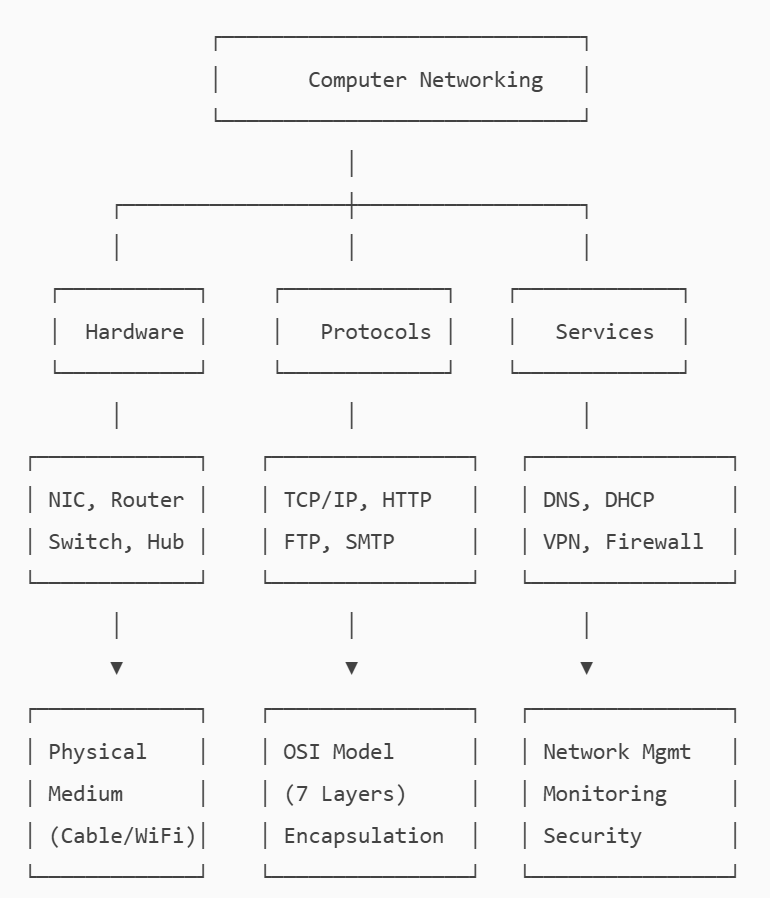 Computer Networking
Hardware
Protocols
Services
NIC, Router
Switch, Hub
TCP/IP, HTTP
FTP, SMTP
DNS, DHCP
VPN, Firewall
Physical
Medium
(Cable/WiFi)
OSI Model
(7 Layers)
Encapsulation
Network Mgmt
Monitoring
Security